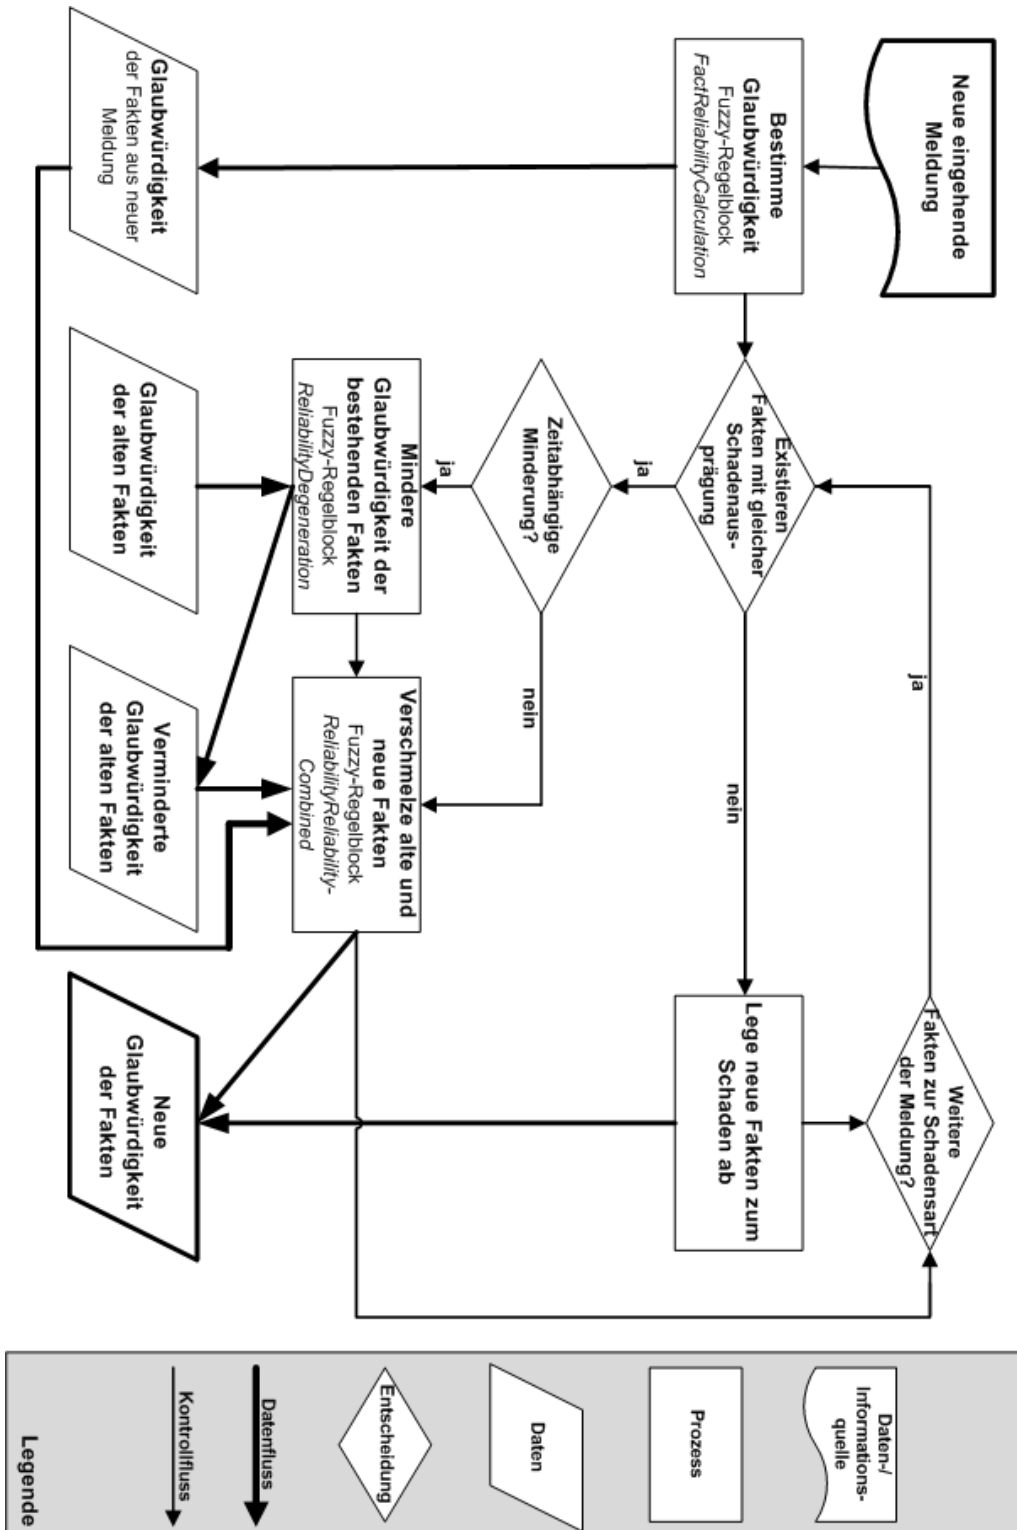 Neue eingehende
Meldung
Bestimme
Glaubwürdigkeit
Fuzzy-Regelblock
FactReliabilityCalculation
Glaubwürdigkeit
der Fakten aus neuer
Meldung
Existieren
Fakten mit gleicher
Schadenaus-
prägung
ja
nein
Zeitabhängige
Minderung?
ja
nein
Mindere
Glaubwürdigkeit der
bestehenden Fakten
Fuzzy-Regelblock
ReliabilityDegeneration
Glaubwürdigkeit
der alten Fakten
Verschmelze alte und
neue Fakten
Fuzzy-Regelblock
ReliabilityReliability-
Combined
Verminderte
Glaubwürdigkeit
der alten Fakten
Weitere
Fakten zur Schadensart
der Meldung?
ja
Lege neue Fakten zum
Schaden ab
Neue
Glaubwürdigkeit
der Fakten
Daten-/
Informations-
quelle
Prozess
Daten
Entscheidung
Datenfluss
Kontrollfluss
Legende